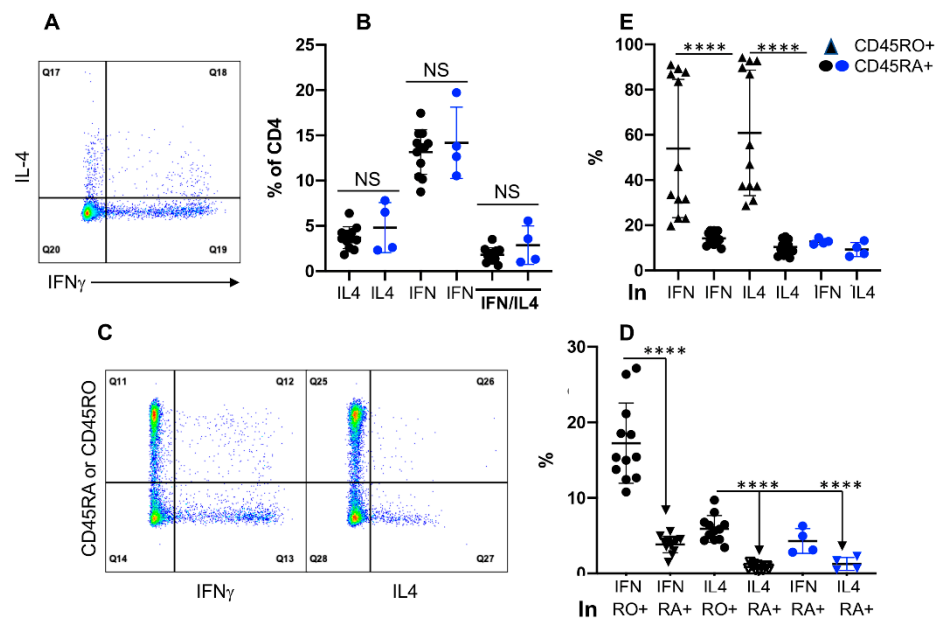 A
Q17
Q18
IL-4
Q20
Q19
IFNγ
B
25
20
15
10
5
0
% of CD4
NS
NS
NS
IL4
IL4
IFN
IFN
IFN/IL4
E
100
80
60
40
20
0
%
****
****
CD45RO+
CD45RA+
In
IFN
IFN
IL4
IL4
IFN
IL4
C
Q11
Q12
Q25
Q26
CD45RA or CD45RO
Q14
Q13
Q28
Q27
IFNγ
IL4
D
30
20
10
0
%
****
****
****
IFN
IFN
IL4
IL4
IFN
IL4
In
RO+
RA+
RO+
RA+
RA+
RA+